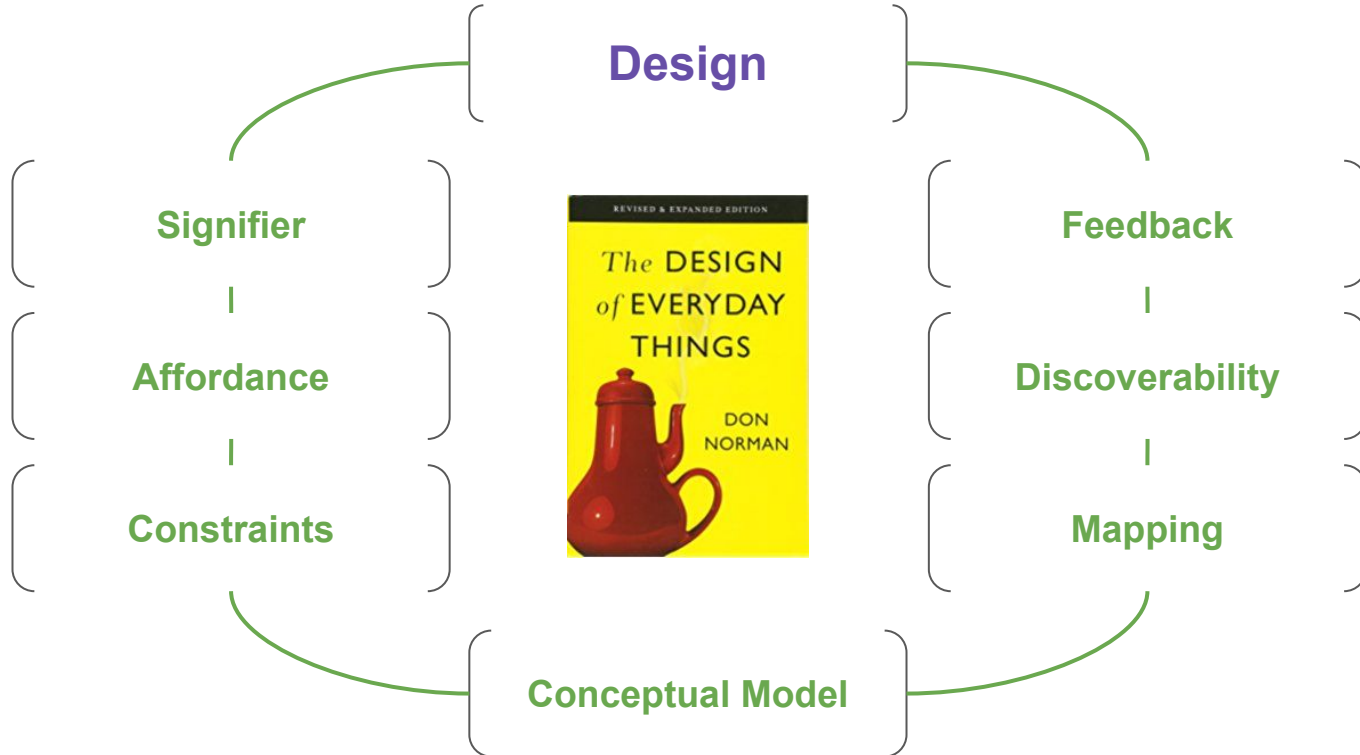 Design
Signifier
Affordance
Constraints
REVISED & EXPANDED EDITION
The DESIGN
of EVERYDAY
THINGS
DON
NORMAN
Feedback
Discoverability
Mapping
Conceptual Model